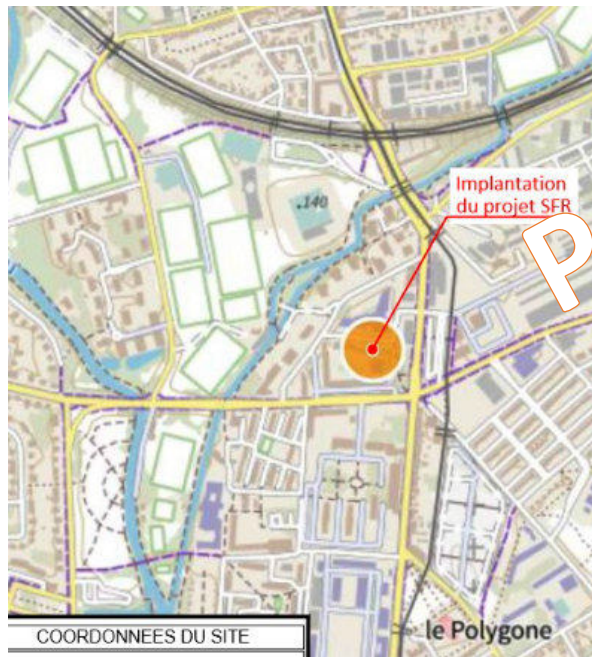 .140
Implantation
du projet SFR
P
COORDONNEES DU SITE
le Polygone